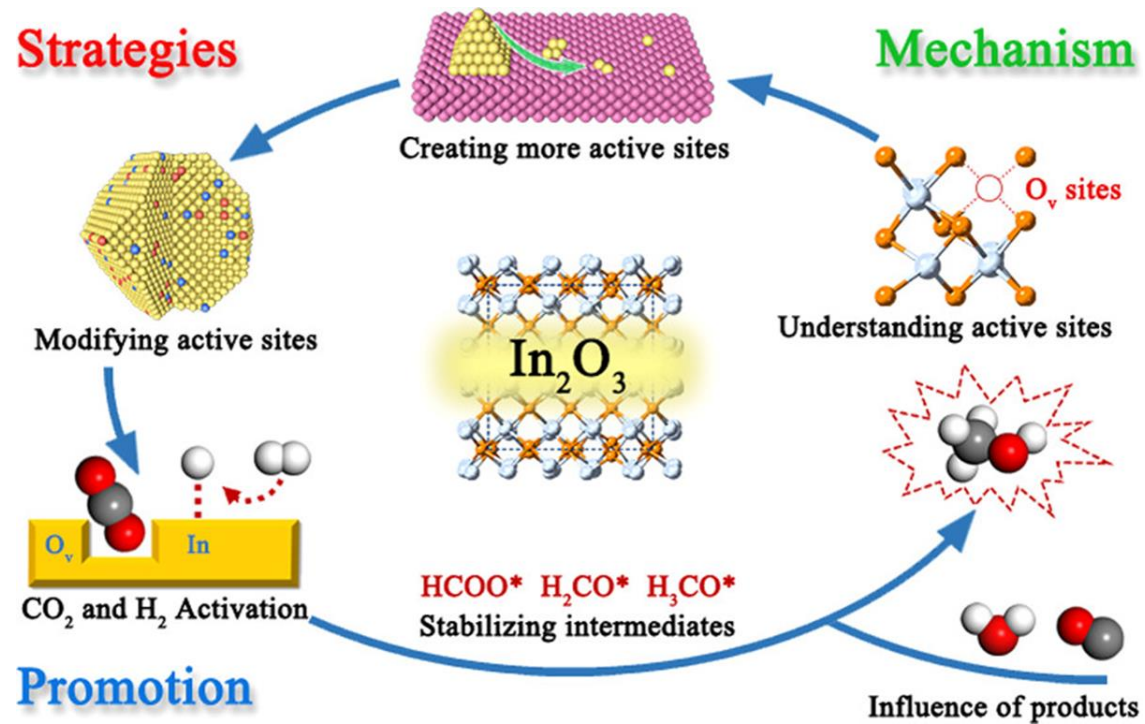 Strategies
Mechanism
Creating more active sites
Oᵥ sites
Modifying active sites
Understanding active sites
In₂O₃
Oᵥ
In
CO₂ and H₂ Activation
HCOO* H₂CO* H₃CO*
Stabilizing intermediates
Promotion
Influence of products